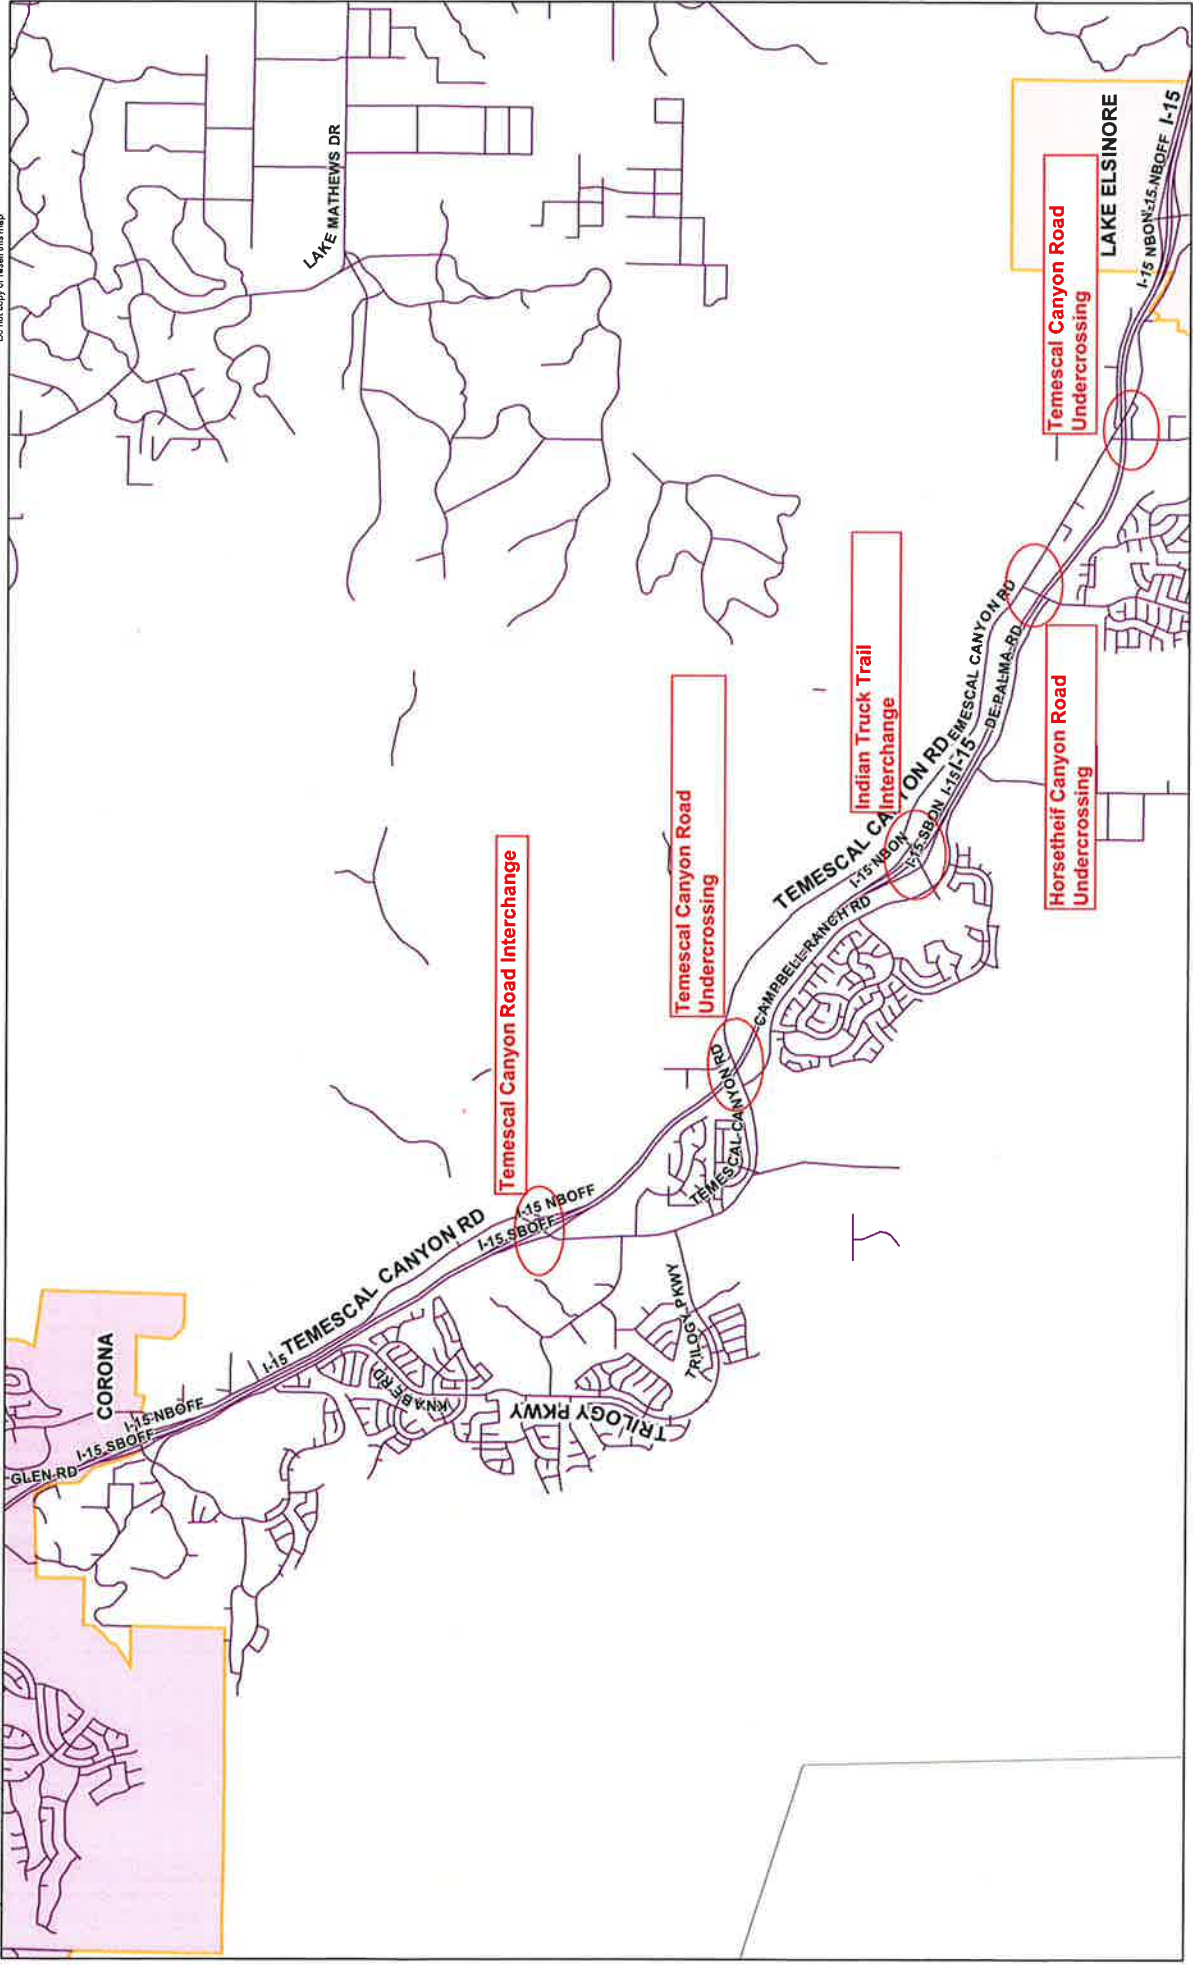 CORONA
GLEN RD
I-15 SBOFF
I-15 NBOFF
I-15
TEMESCAL CANYON RD
KNABE RD
TRILOGY PKWY
TRILOGY PKWY
I-15 SBOFF
I-15 NBOFF
Temescal Canyon Road Interchange
TEMESCAL CANYON RD
Temescal Canyon Road
Undercrossing
CAMPBELL RANCH RD
TEMESCAL CANYON RD
I-15 NBON
I-15 SBON
I-15
I-15
Indian Truck Trail
Interchange
DE PALMA RD
TEMESCAL CANYON RD
Horsetheif Canyon Road
Undercrossing
Temescal Canyon Road
Undercrossing
LAKE MATHEWS DR
LAKE ELSINORE
I-15 NBON
I-15 NBOFF
I-15